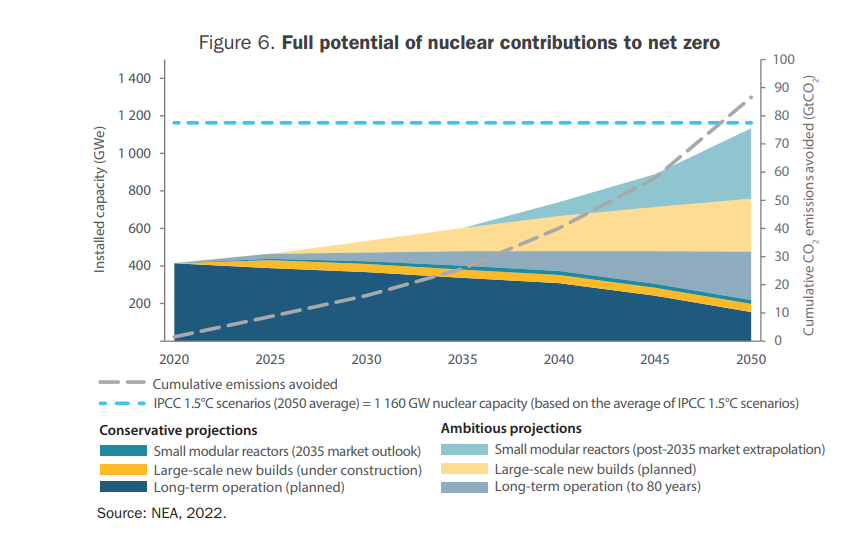 Figure 6. Full potential of nuclear contributions to net zero
Installed capacity (GWe)
1 400
1 200
1 000
800
600
400
200
100
90
80
70
60
50
40
30
20
10
0
Cumulative CO2 emissions avoided (GtCO2)
2020 2025 2030 2035 2040 2045 2050
Cumulative emissions avoided
IPCC 1.5°C scenarios (2050 average) = 1 160 GW nuclear capacity (based on the average of IPCC 1.5°C scenarios)
Conservative projections
Small modular reactors (2035 market outlook)
Large-scale new builds (under construction)
Long-term operation (planned)
Ambitious projections
Small modular reactors (post-2035 market extrapolation)
Large-scale new builds (planned)
Long-term operation (to 80 years)
Source: NEA, 2022.